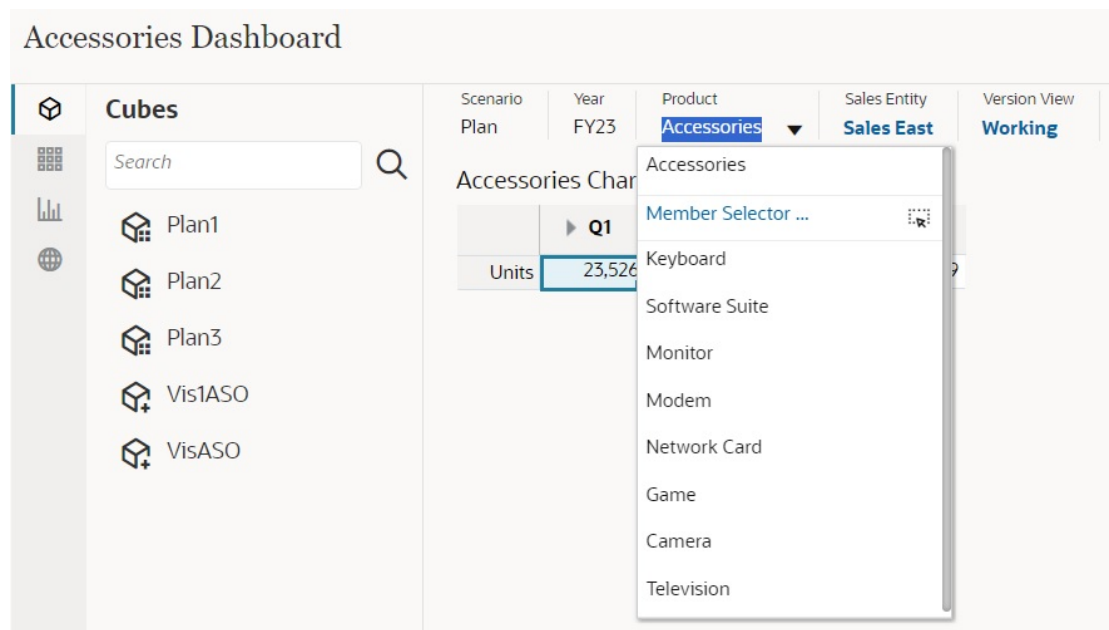 Accessories Dashboard
Cubes
Search
Plan1
Plan2
Plan3
Vis1ASO
VisASO
Scenario Year Product Sales Entity Version View
Plan FY23 Accessories Sales East Working
Accessories Char
Q1
Units 23,526 9
Accessories
Member Selector ...
Keyboard
Software Suite
Monitor
Modem
Network Card
Game
Camera
Television